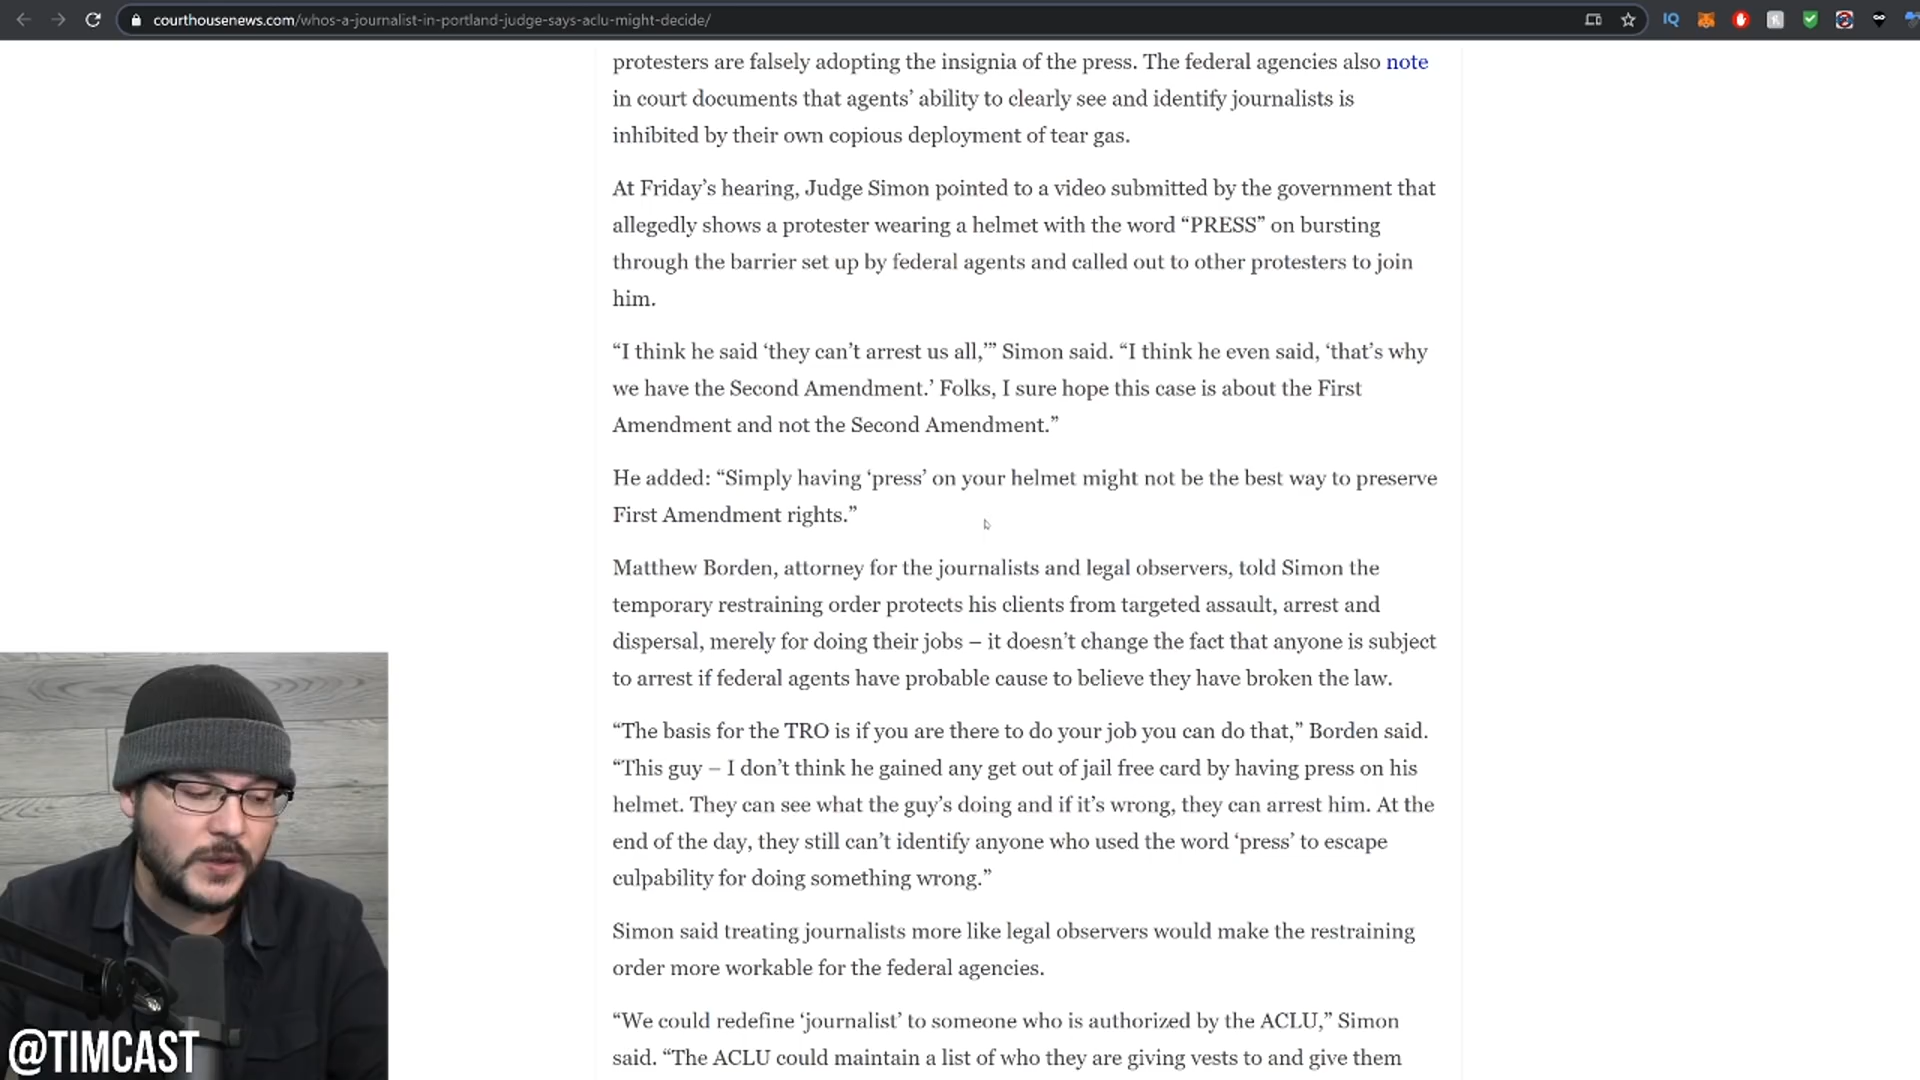 courthousenews.com/whos-a-journalist-in-portland-judge-says-aclu-might-decide/
IQ
protesters are falsely adopting the insignia of the press. The federal agencies also note
in court documents that agents’ ability to clearly see and identify journalists is
inhibited by their own copious deployment of tear gas.
At Friday’s hearing, Judge Simon pointed to a video submitted by the government that
allegedly shows a protester wearing a helmet with the word “PRESS” on bursting
through the barrier set up by federal agents and called out to other protesters to join
him.
“I think he said ‘they can’t arrest us all,’” Simon said. “I think he even said, ‘that’s why
we have the Second Amendment.’ Folks, I sure hope this case is about the First
Amendment and not the Second Amendment.”
He added: “Simply having ‘press’ on your helmet might not be the best way to preserve
First Amendment rights.”
Matthew Borden, attorney for the journalists and legal observers, told Simon the
temporary restraining order protects his clients from targeted assault, arrest and
dispersal, merely for doing their jobs – it doesn’t change the fact that anyone is subject
to arrest if federal agents have probable cause to believe they have broken the law.
“The basis for the TRO is if you are there to do your job you can do that,” Borden said.
“This guy – I don’t think he gained any get out of jail free card by having press on his
helmet. They can see what the guy’s doing and if it’s wrong, they can arrest him. At the
end of the day, they still can’t identify anyone who used the word ‘press’ to escape
culpability for doing something wrong.”
Simon said treating journalists more like legal observers would make the restraining
order more workable for the federal agencies.
“We could redefine ‘journalist’ to someone who is authorized by the ACLU,” Simon
said. “The ACLU could maintain a list of who they are giving vests to and give them
@TIMCAST